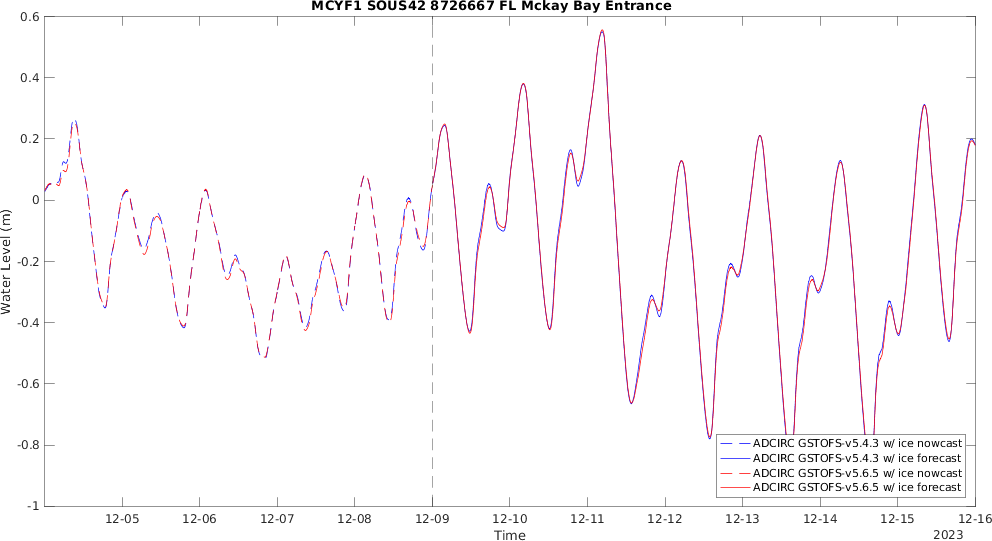 MCYF1 SOUS42 8726667 FL Mckay Bay Entrance
0.6
0.4
0.2
0
-0.2
-0.4
-0.6
-0.8
-1
Water Level (m)
ADCIRC GSTOFS-v5.4.3 w/ ice nowcast
ADCIRC GSTOFS-v5.4.3 w/ ice forecast
ADCIRC GSTOFS-v5.6.5 w/ ice nowcast
ADCIRC GSTOFS-v5.6.5 w/ ice forecast
12-05 12-06 12-07 12-08 12-09 12-10 12-11 12-12 12-13 12-14 12-15 12-16
Time
2023